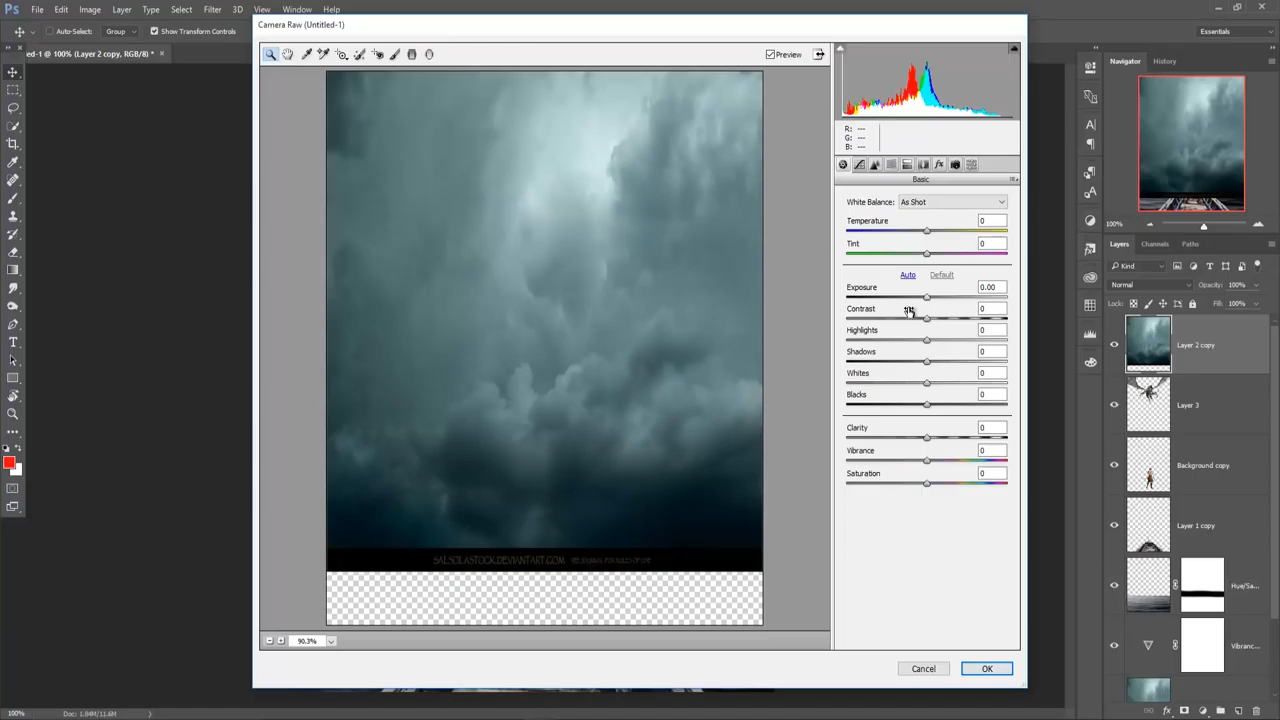 Ps File Edit Image Layer Type Select Filter 3D View Window Help
Camera Raw (Untitled-1)
Auto-Select: Group Show Transform Controls
Essentials
ed-1 @ 100% (Layer 2 copy, RGB/8) * ×
Preview
Navigator History
R: ---
G: ---
B: ---
Basic
White Balance: As Shot
Temperature 0
Tint 0
Auto Default
Exposure 0.00
Contrast 0
Highlights 0
Shadows 0
Whites 0
Blacks 0
Clarity 0
Vibrance 0
Saturation 0
100%
Layers Channels Paths
Kind
Normal Opacity: 100%
Lock: Fill: 100%
Layer 2 copy
Layer 3
Background copy
Layer 1 copy
Hue/Sa...
Vibranc...
SALSOLASTOCK.DEVIANTART.COM
90.3%
Cancel OK
100% Doc: 1.84M/11.6M